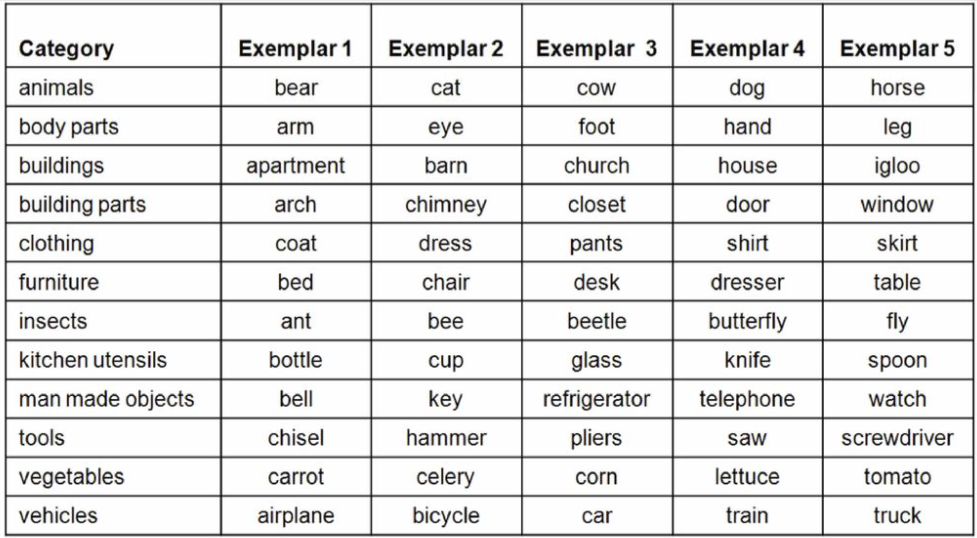 Category Exemplar 1 Exemplar 2 Exemplar 3 Exemplar 4 Exemplar 5
animals bear cat cow dog horse
body parts arm eye foot hand leg
buildings apartment barn church house igloo
building parts arch chimney closet door window
clothing coat dress pants shirt skirt
furniture bed chair desk dresser table
insects ant bee beetle butterfly fly
kitchen utensils bottle cup glass knife spoon
man made objects bell key refrigerator telephone watch
tools chisel hammer pliers saw screwdriver
vegetables carrot celery corn lettuce tomato
vehicles airplane bicycle car train truck